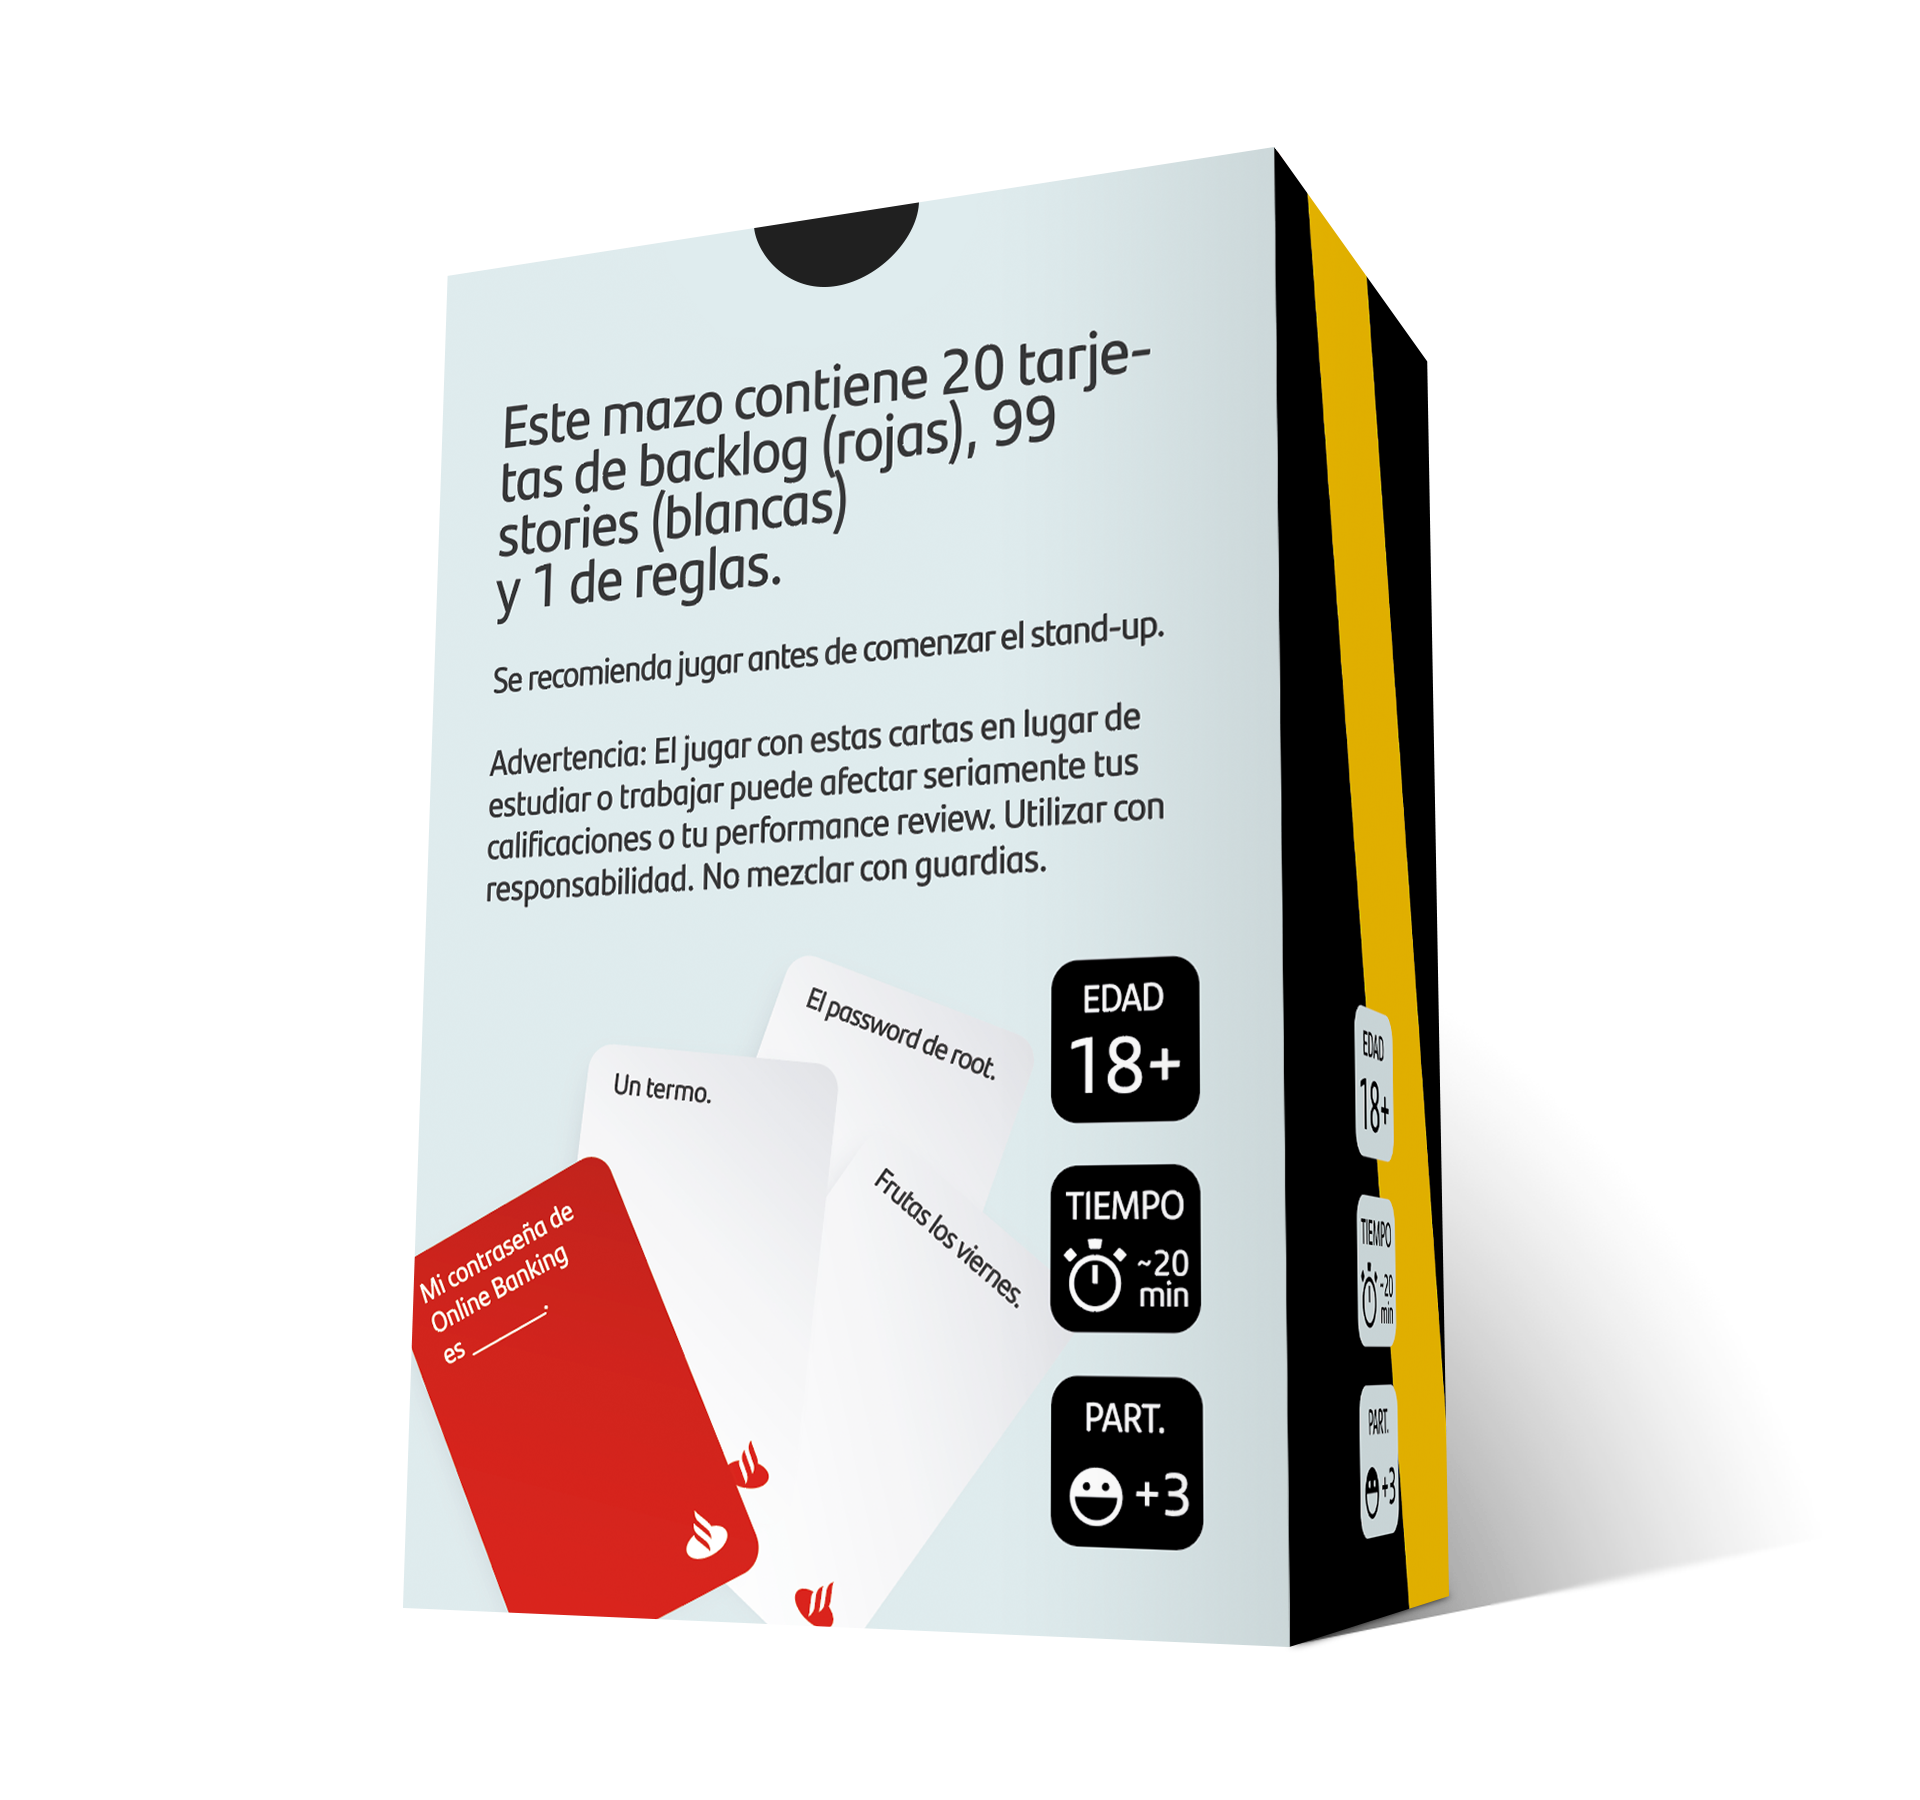 Este mazo contiene 20 tarje-
tas de backlog (rojas), 99
stories (blancas)
y 1 de reglas.
Se recomienda jugar antes de comenzar el stand-up.
Advertencia: El jugar con estas cartas en lugar de
estudiar o trabajar puede afectar seriamente tus
calificaciones o tu performance review. Utilizar con
responsabilidad. No mezclar con guardias.
El password de root.
Un termo.
Frutas los viernes.
Mi contraseña de
Online Banking
es ________.
EDAD
18+
TIEMPO
~20
min
PART.
+3
EDAD
18+
TIEMPO
~20
min
PART.
+3